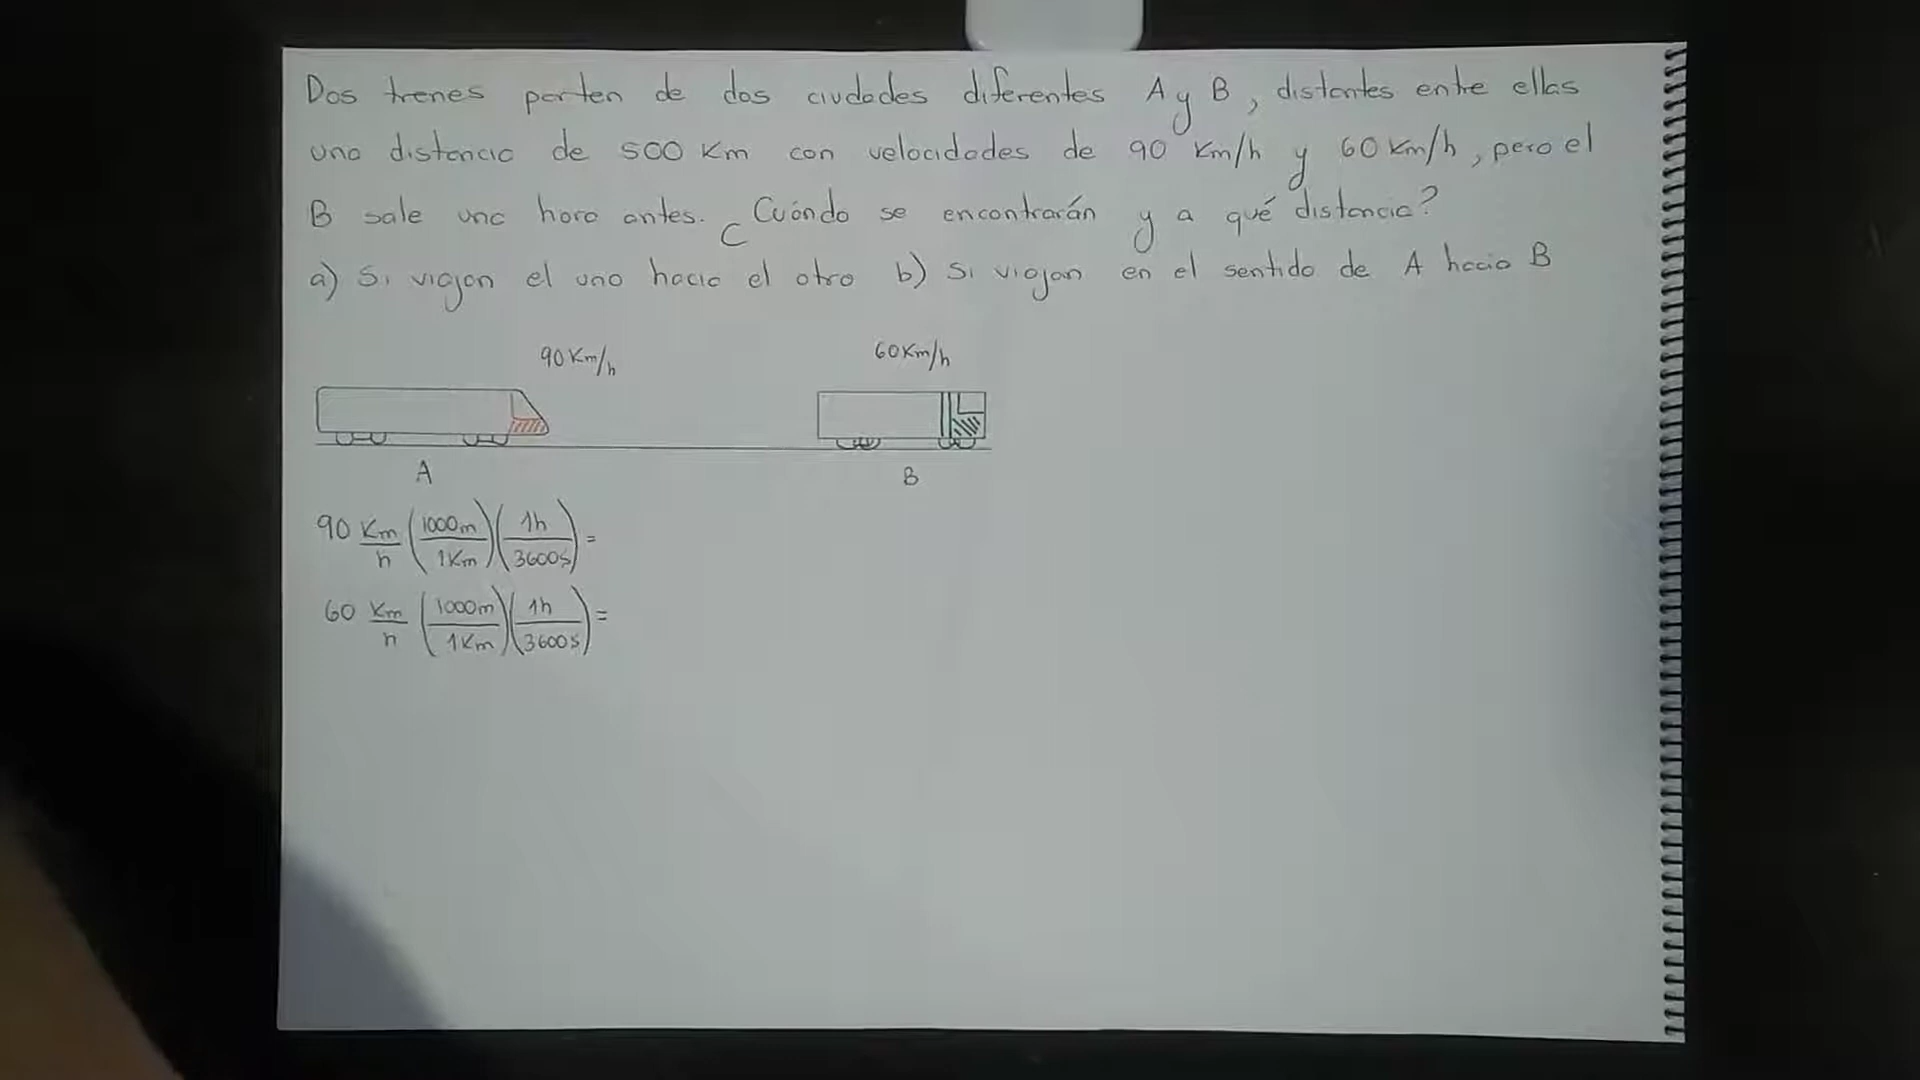 Dos trenes parten de dos ciudades diferentes A y B, distantes entre ellas
una distancia de 500 Km con velocidades de 90 Km/h y 60 Km/h, pero el
B sale una hora antes. ¿Cuándo se encontrarán y a qué distancia?
a) Si viajan el uno hacia el otro b) Si viajan en el sentido de A hacia B
90 Km/h 60 Km/h
A B
90 Km/h (1000m/1Km)(1h/3600s) =
60 Km/h (1000m/1Km)(1h/3600s) =